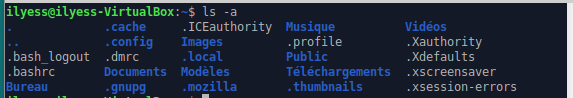 ilyess@ilyess-VirtualBox:~$ ls -a
. .cache .ICEauthority Musique Vidéos
.. .config Images .profile .Xauthority
.bash_logout .dmrc .local Public .Xdefaults
.bashrc Documents Modèles Téléchargements .xscreensaver
Bureau .gnupg .mozilla .thumbnails .xsession-errors